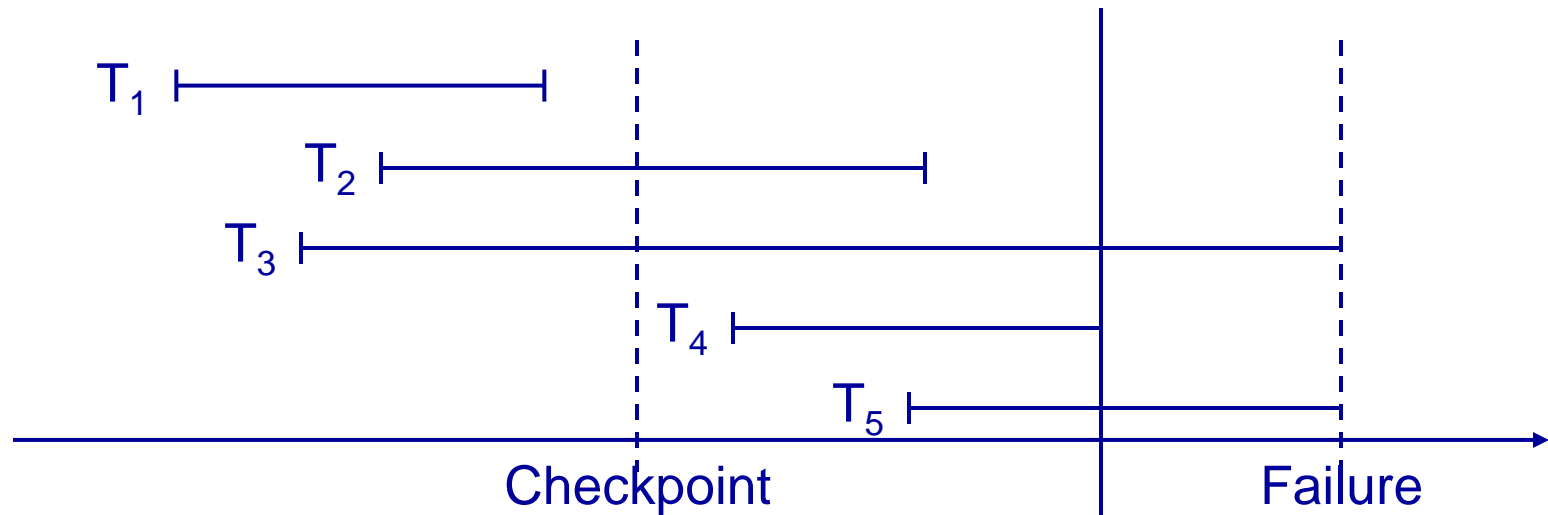 T₁
T₂
T₃
T₄
T₅
Checkpoint Failure